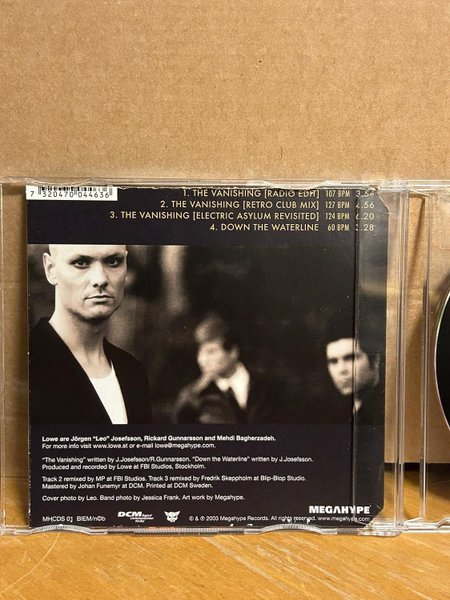 7 320470 044636
1. THE VANISHING [RADIO EDIT] 107 BPM
2. THE VANISHING [RETRO CLUB MIX] 127 BPM 4.56
3. THE VANISHING [ELECTRIC ASYLUM REVISITED] 124 BPM 6.20
4. DOWN THE WATERLINE 60 BPM 3.28
Lowe are Jörgen "Leo" Josefsson, Rickard Gunnarsson and Mehdi Bagherzadeh.
For more info visit www.lowe.st or e-mail lowe@megahype.com.
"The Vanishing" written by J.Josefsson/R.Gunnarsson. "Down the Waterline" written by J.Josefsson.
Produced and recorded by Lowe at FBI Studios, Stockholm.
Track 2 remixed by MP at FBI Studios. Track 3 remixed by Fredrik Skeppholm at Blip-Blop Studio.
Mastered by Johan Funemyr at DCM. Printed at DCM Sweden.
Cover photo by Leo. Band photo by Jessica Frank. Art work by Megahype.
MEGAHYPE
MHCDS 01 BIEM/n©b DCM
© & ℗ 2003 Megahype Records. All rights reserved. www.megahype.com